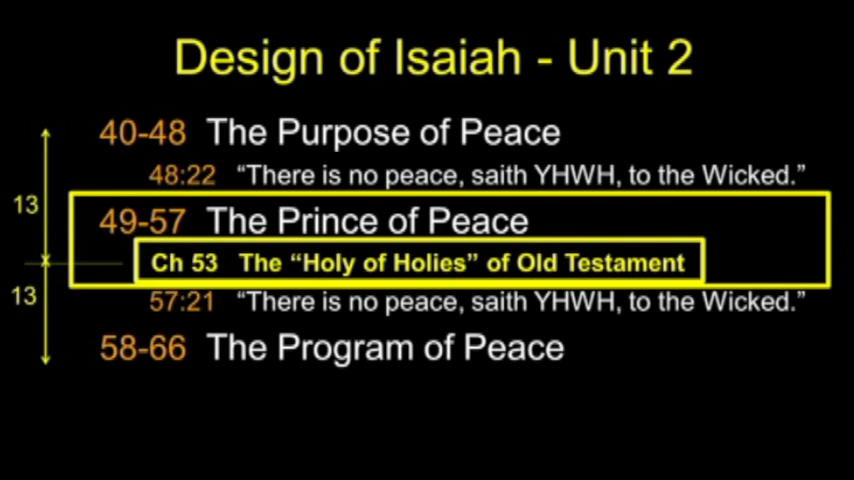 Design of Isaiah - Unit 2
40-48 The Purpose of Peace
48:22 “There is no peace, saith YHWH, to the Wicked.”
13
49-57 The Prince of Peace
Ch 53 The “Holy of Holies” of Old Testament
13
57:21 “There is no peace, saith YHWH, to the Wicked.”
58-66 The Program of Peace